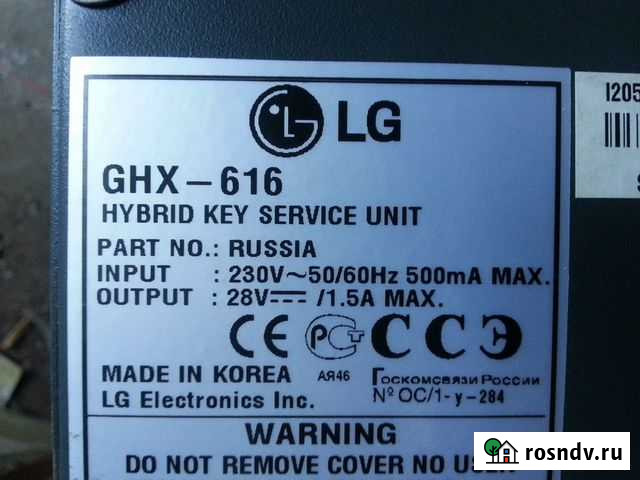 LG
I205
GHX-616
HYBRID KEY SERVICE UNIT
PART NO.: RUSSIA
INPUT : 230V~50/60Hz 500mA MAX.
OUTPUT : 28V⎓/1.5A MAX.
CE РСТ ССЭ
MADE IN KOREA АЯ46 Госкомсвязи России
LG Electronics Inc. № ОС/1-у-284
WARNING
DO NOT REMOVE COVER NO
rosndv.ru